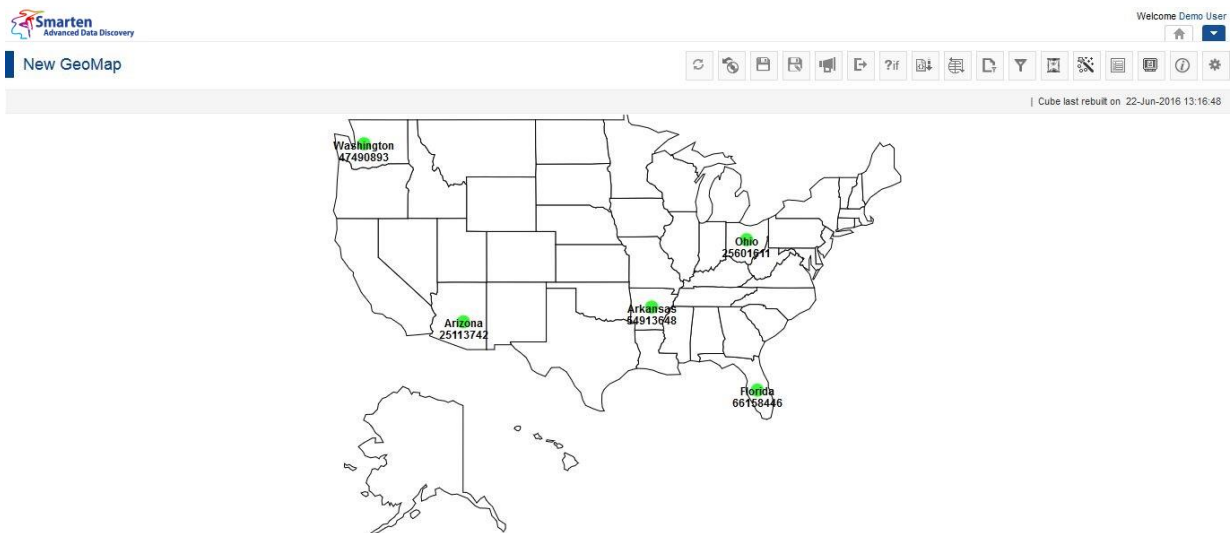 Smarten
Advanced Data Discovery
Welcome Demo User
New GeoMap
?if
| Cube last rebuilt on 22-Jun-2016 13:16:48
Washington
47490893
Ohio
25601611
Arkansas
54913648
Arizona
25113742
Florida
66158446